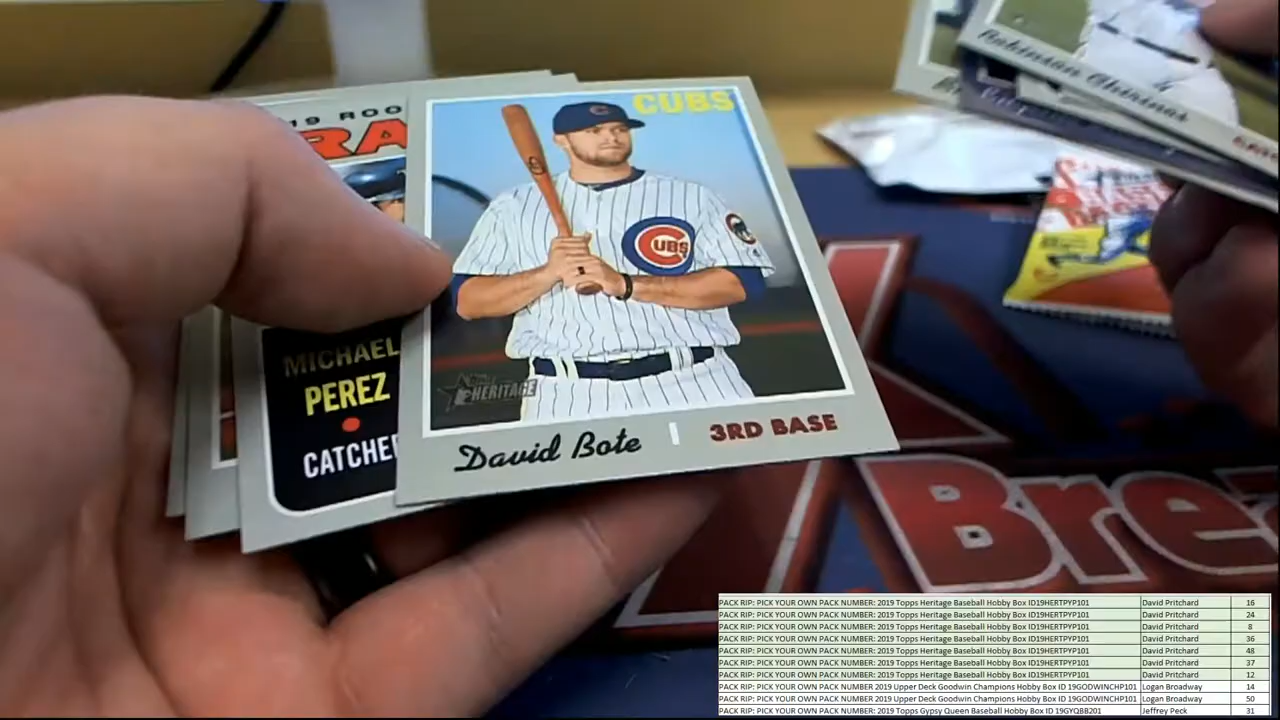 19 ROO
RA
CUBS
CUBS
MICHAEL
PEREZ
CATCHE
Topps
HERITAGE
David Bote
3RD BASE
Robinson Chirinos
Bre
PACK RIP: PICK YOUR OWN PACK NUMBER: 2019 Topps Heritage Baseball Hobby Box ID19HERTPYP101 David Pritchard 16
PACK RIP: PICK YOUR OWN PACK NUMBER: 2019 Topps Heritage Baseball Hobby Box ID19HERTPYP101 David Pritchard 24
PACK RIP: PICK YOUR OWN PACK NUMBER: 2019 Topps Heritage Baseball Hobby Box ID19HERTPYP101 David Pritchard 8
PACK RIP: PICK YOUR OWN PACK NUMBER: 2019 Topps Heritage Baseball Hobby Box ID19HERTPYP101 David Pritchard 36
PACK RIP: PICK YOUR OWN PACK NUMBER: 2019 Topps Heritage Baseball Hobby Box ID19HERTPYP101 David Pritchard 48
PACK RIP: PICK YOUR OWN PACK NUMBER: 2019 Topps Heritage Baseball Hobby Box ID19HERTPYP101 David Pritchard 37
PACK RIP: PICK YOUR OWN PACK NUMBER: 2019 Topps Heritage Baseball Hobby Box ID19HERTPYP101 David Pritchard 12
PACK RIP: PICK YOUR OWN PACK NUMBER 2019 Upper Deck Goodwin Champions Hobby Box ID 19GODWINCHP101 Logan Broadway 14
PACK RIP: PICK YOUR OWN PACK NUMBER 2019 Upper Deck Goodwin Champions Hobby Box ID 19GODWINCHP101 Logan Broadway 50
PACK RIP: PICK YOUR OWN PACK NUMBER: 2019 Topps Gypsy Queen Baseball Hobby Box ID 19GYQBB201 Jeffrey Peck 31